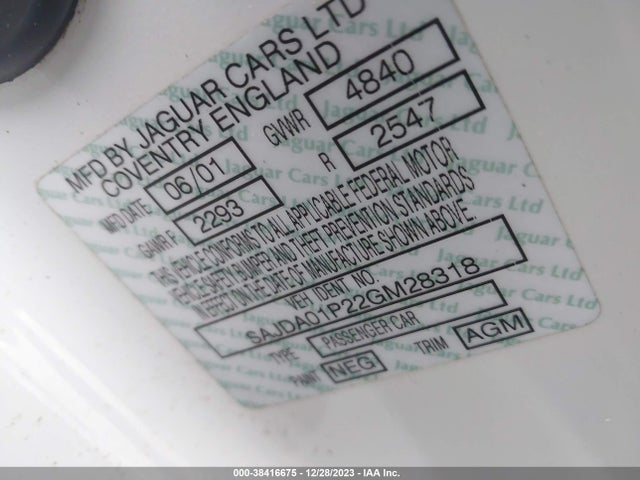 MFD BY JAGUAR CARS LTD
COVENTRY ENGLAND
MFD DATE 06/01 GVWR 4840
GAWR F. 2293 R 2547
THIS VEHICLE CONFORMS TO ALL APPLICABLE FEDERAL MOTOR
VEHICLE SAFETY BUMPER AND THEFT PREVENTION STANDARDS
IN EFFECT ON THE DATE OF MANUFACTURE SHOWN ABOVE
VEH IDENT NO.
SAJDA01P22GM28318
TYPE PASSENGER CAR
PAINT NEG TRIM AGM
000-38416675 - 12/28/2023 - IAA Inc.